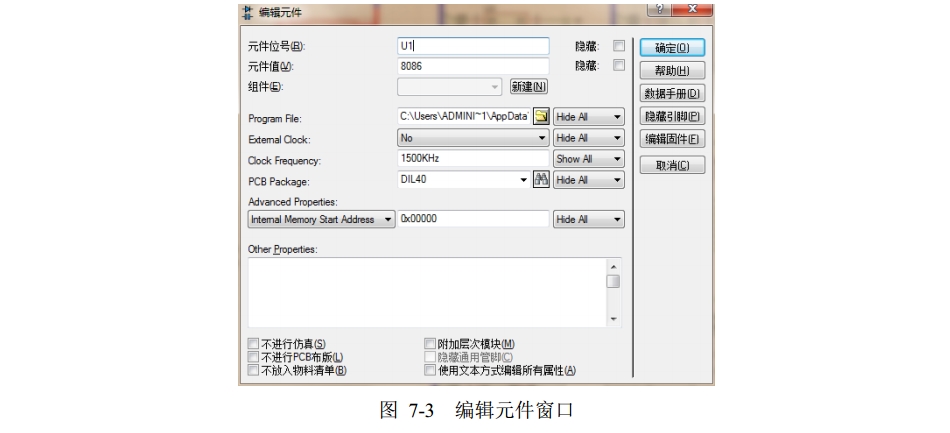 编辑元件
元件位号(R): U1 隐藏:
元件值(V): 8086 隐藏:
组件(E): 新建(N)
Program File: C:\Users\ADMINI~1\AppData\ Hide All
External Clock: No Hide All
Clock Frequency: 1500KHz Show All
PCB Package: DIL40 Hide All
Advanced Properties:
Internal Memory Start Address 0x00000 Hide All
Other Properties:
不进行仿真(S) 附加层次模块(M)
不进行PCB布版(L) 隐藏通用管脚(C)
不放入物料清单(B) 使用文本方式编辑所有属性(A)
确定(O)
帮助(H)
数据手册(D)
隐藏引脚(P)
编辑固件(F)
取消(C)
图 7-3 编辑元件窗口